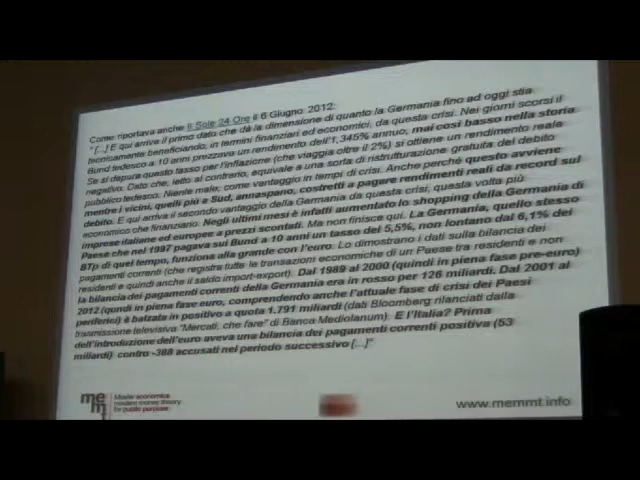 Come riportava anche Il Sole 24 Ore il 6 Giugno 2012:
"[...] E qui arriva il primo dato che dà la dimensione di quanto la Germania fino ad oggi stia
tecnicamente beneficiando, in termini finanziari ed economici, da questa crisi. Nei giorni scorsi il
Bund tedesco a 10 anni prezzava un rendimento dell'1,345% annuo, mai così basso nella storia
Se si depura questo tasso per l'inflazione (che viaggia oltre il 2%) si ottiene un rendimento reale
negativo. Dato che, letto al contrario, equivale a una sorta di ristrutturazione gratuita del debito
pubblico tedesco. Niente male, come vantaggio in tempi di crisi. Anche perché questo avviene
mentre i vicini, quelli più a Sud, annaspano, costretti a pagare rendimenti reali da record sul
debito. E qui arriva il secondo vantaggio della Germania da questa crisi, questa volta più
economico che finanziario. Negli ultimi mesi è infatti aumentato lo shopping della Germania di
imprese italiane ed europee a prezzi scontati. Ma non finisce qui. La Germania, quello stesso
Paese che nel 1997 pagava sui Bund a 10 anni un tasso del 5,5%, non lontano dal 6,1% dei
BTp di quel tempo, funziona alla grande con l'euro. Lo dimostrano i dati sulla bilancia dei
pagamenti correnti (che registra tutte le transazioni economiche di un Paese tra residenti e non
residenti e quindi anche il saldo import-export). Dal 1989 al 2000 (quindi in piena fase pre-euro)
la bilancia dei pagamenti correnti della Germania era in rosso per 126 miliardi. Dal 2001 al
2012 (qundi in piena fase euro, comprendendo anche l'attuale fase di crisi dei Paesi
periferici) è balzata in positivo a quota 1.791 miliardi (dati Bloomberg rilanciati dalla
trasmissione televisiva "Mercati, che fare" di Banca Mediolanum). E l'Italia? Prima
dell'introduzione dell'euro aveva una bilancia dei pagamenti correnti positiva (53
miliardi) contro -388 accusati nel periodo successivo [...]"
me
m
t
Mosler economics
modern money theory
for public purpose
www.memmt.info